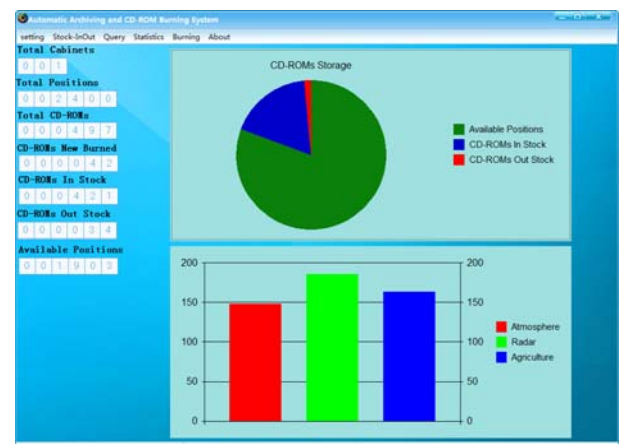 Automatic Archiving and CD-ROM Burning System
setting Stock-InOut Query Statistics Burning About
Total Cabinets
0 0 1
Total Positions
0 0 2 4 0 0
Total CD-ROMs
0 0 0 4 9 7
CD-ROMs New Burned
0 0 0 0 4 2
CD-ROMs In Stock
0 0 0 4 2 1
CD-ROMs Out Stock
0 0 0 0 3 4
Available Positions
0 0 1 9 0 3
CD-ROMs Storage
Available Positions
CD-ROMs In Stock
CD-ROMs Out Stock
200 200
150 150
100 100
50 50
0 0
Atmosphere
Radar
Agriculture